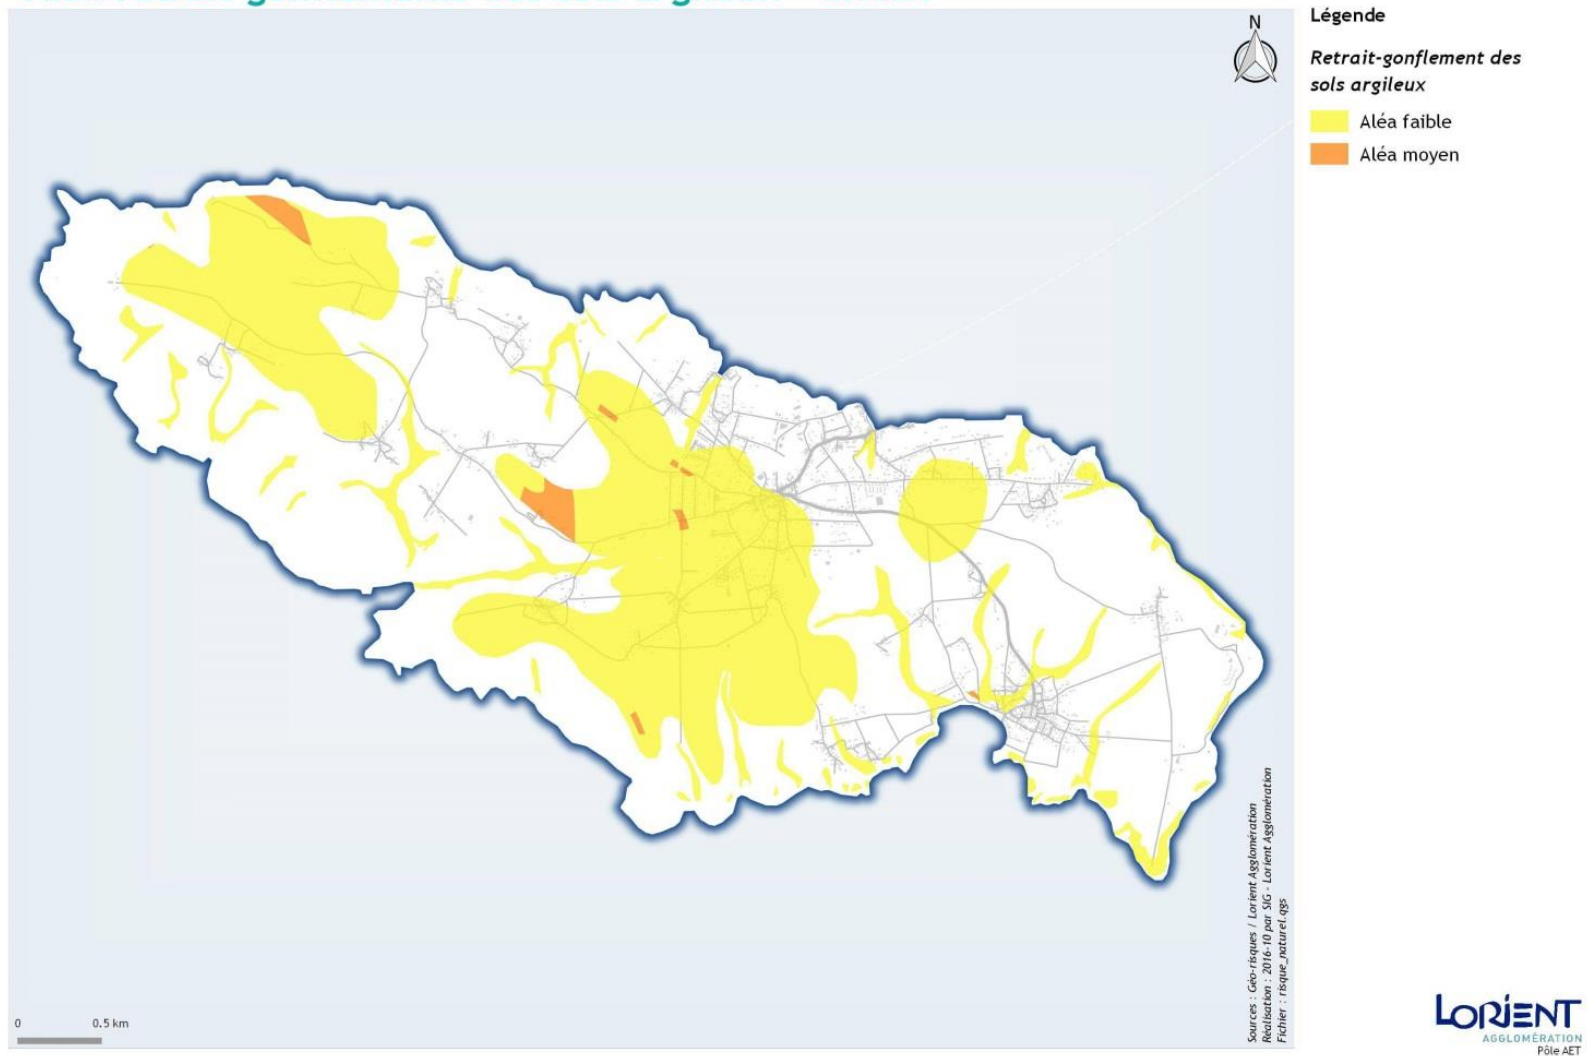 N
Légende
Retrait-gonflement des
sols argileux
Aléa faible
Aléa moyen
Sources : Géo-risques / Lorient Agglomération
Réalisation : 2016-10 par SIG - Lorient Agglomération
Fichier : risque_naturel.qgs
0 0.5 km
LORIENT
AGGLOMÉRATION
Pôle AET